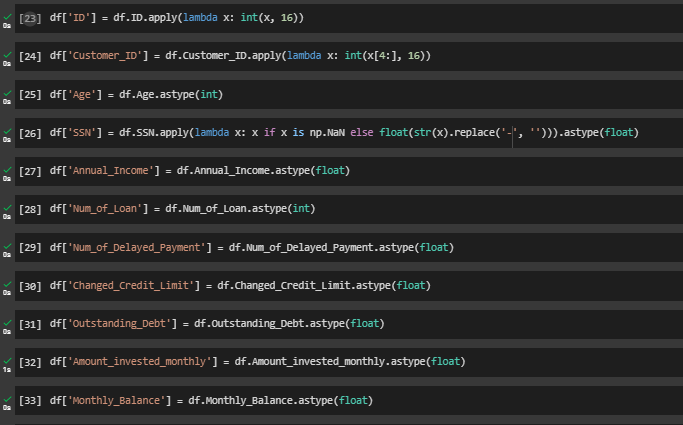 [23] df['ID'] = df.ID.apply(lambda x: int(x, 16))
0s
[24] df['Customer_ID'] = df.Customer_ID.apply(lambda x: int(x[4:], 16))
0s
[25] df['Age'] = df.Age.astype(int)
0s
[26] df['SSN'] = df.SSN.apply(lambda x: x if x is np.NaN else float(str(x).replace('-', ''))).astype(float)
0s
[27] df['Annual_Income'] = df.Annual_Income.astype(float)
0s
[28] df['Num_of_Loan'] = df.Num_of_Loan.astype(int)
0s
[29] df['Num_of_Delayed_Payment'] = df.Num_of_Delayed_Payment.astype(float)
0s
[30] df['Changed_Credit_Limit'] = df.Changed_Credit_Limit.astype(float)
0s
[31] df['Outstanding_Debt'] = df.Outstanding_Debt.astype(float)
0s
[32] df['Amount_invested_monthly'] = df.Amount_invested_monthly.astype(float)
1s
[33] df['Monthly_Balance'] = df.Monthly_Balance.astype(float)
0s